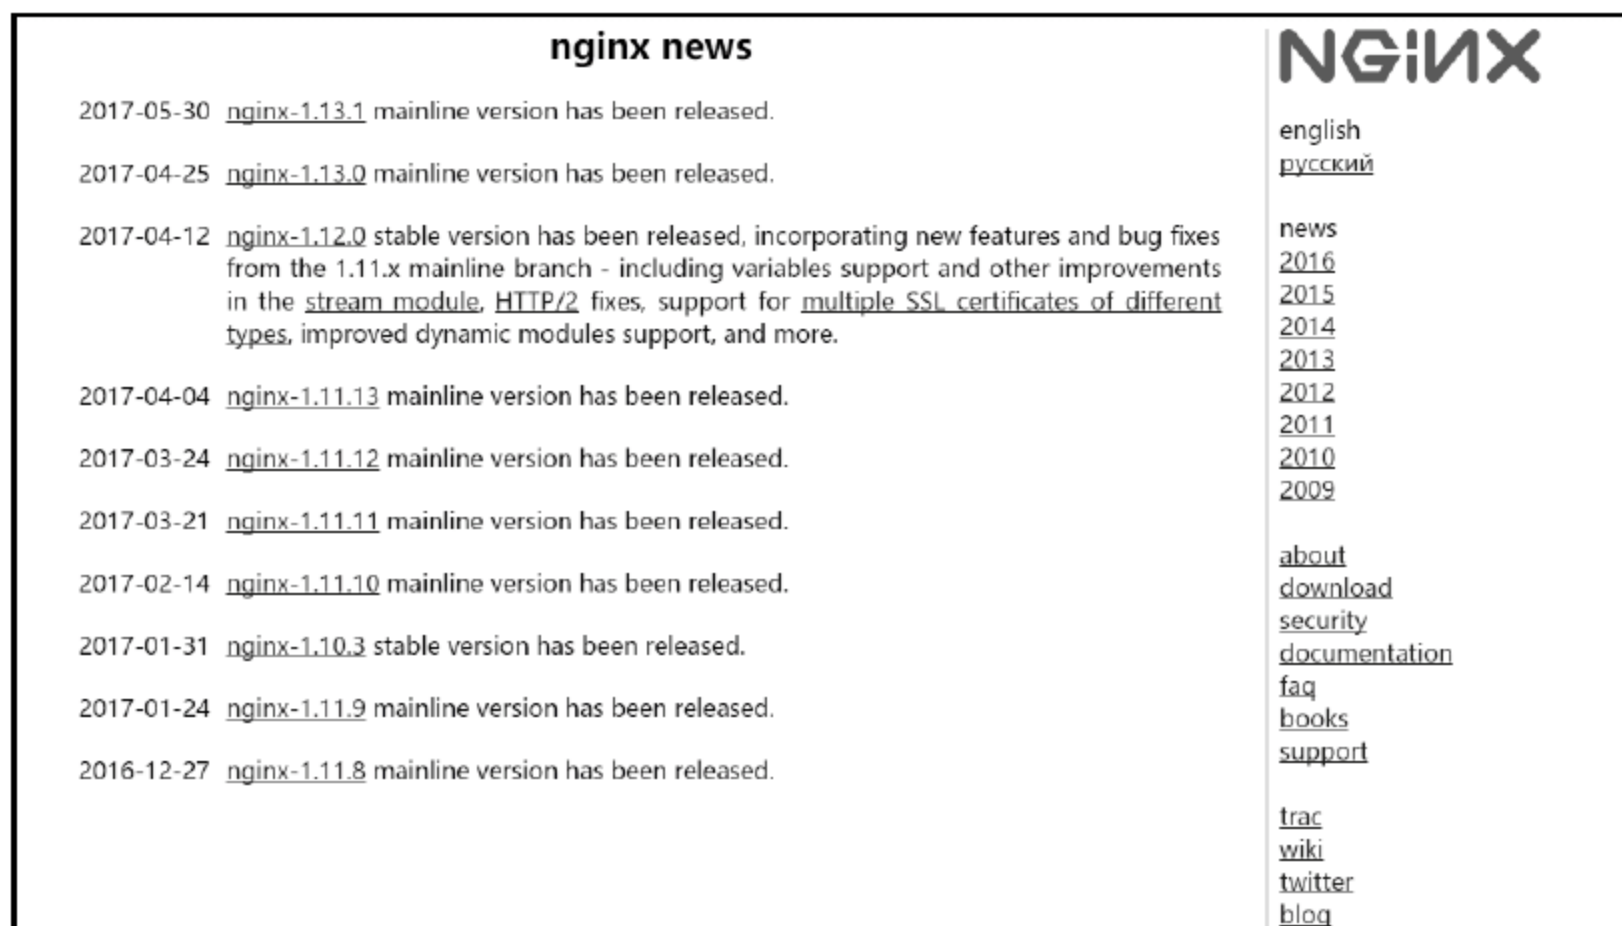 nginx news
2017-05-30 nginx-1.13.1 mainline version has been released.
2017-04-25 nginx-1.13.0 mainline version has been released.
2017-04-12 nginx-1.12.0 stable version has been released, incorporating new features and bug fixes
from the 1.11.x mainline branch - including variables support and other improvements
in the stream module, HTTP/2 fixes, support for multiple SSL certificates of different
types, improved dynamic modules support, and more.
2017-04-04 nginx-1.11.13 mainline version has been released.
2017-03-24 nginx-1.11.12 mainline version has been released.
2017-03-21 nginx-1.11.11 mainline version has been released.
2017-02-14 nginx-1.11.10 mainline version has been released.
2017-01-31 nginx-1.10.3 stable version has been released.
2017-01-24 nginx-1.11.9 mainline version has been released.
2016-12-27 nginx-1.11.8 mainline version has been released.
NGiNX
english
русский
news
2016
2015
2014
2013
2012
2011
2010
2009
about
download
security
documentation
faq
books
support
trac
wiki
twitter
blog